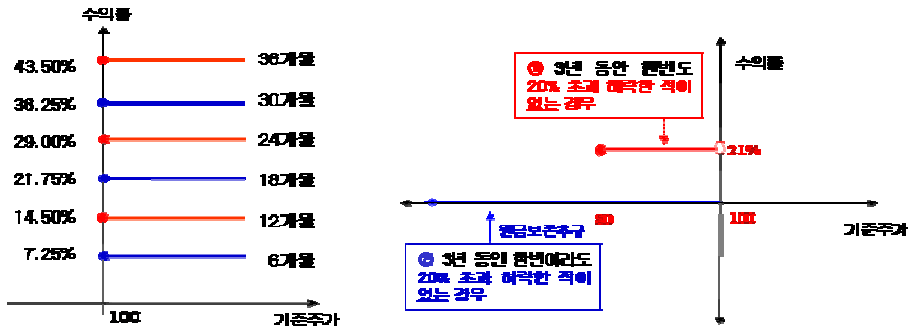 수익률
43.50%
36개월
36.25%
30개월
29.00%
24개월
21.75%
18개월
14.50%
12개월
7.25%
6개월
100
기준주가
수익률
① 3년 동안 한번도
20% 초과 하락한 적이
없는 경우
21%
80
100
기준주가
원금보존추구
② 3년 동안 한번이라도
20% 초과 하락한 적이
있는 경우